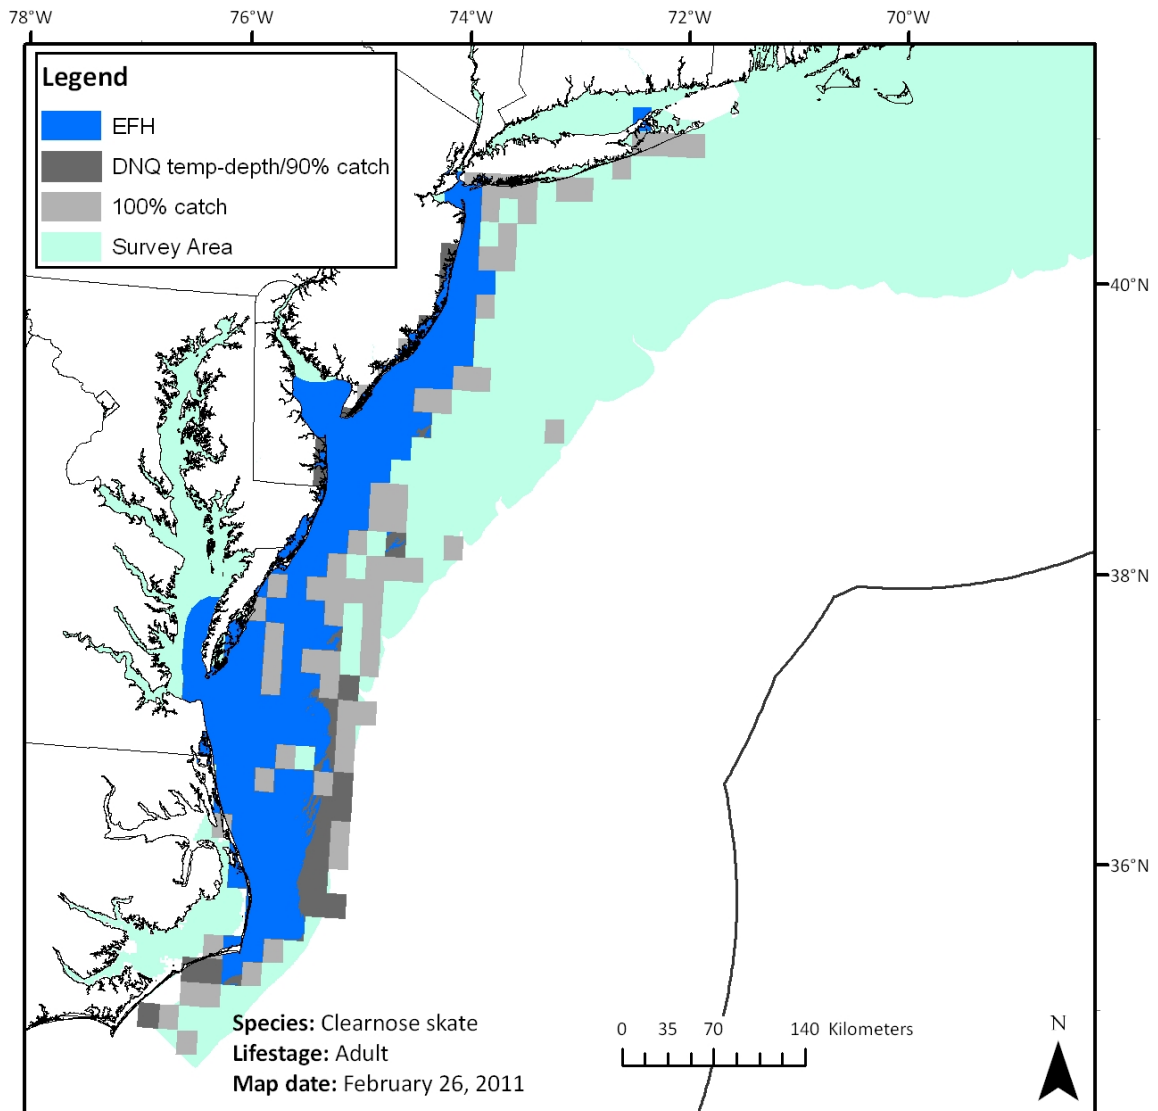 78°W 76°W 74°W 72°W 70°W
Legend
EFH
DNQ temp-depth/90% catch
100% catch
Survey Area
40°N
38°N
36°N
Species: Clearnose skate
Lifestage: Adult
Map date: February 26, 2011
0 35 70 140 Kilometers
N